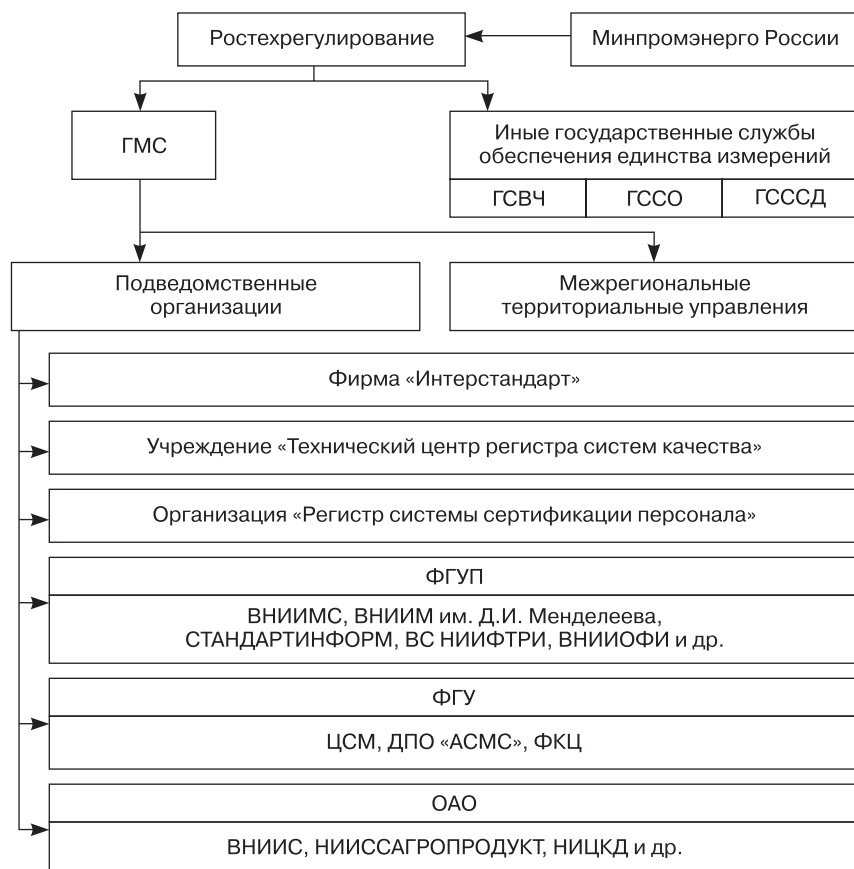 Ростехрегулирование
Минпромэнерго России
ГМС
Иные государственные службы
обеспечения единства измерений
ГСВЧ
ГССО
ГСССД
Подведомственные
организации
Межрегиональные
территориальные управления
Фирма «Интерстандарт»
Учреждение «Технический центр регистра систем качества»
Организация «Регистр системы сертификации персонала»
ФГУП
ВНИИМС, ВНИИМ им. Д.И. Менделеева,
СТАНДАРТИНФОРМ, ВС НИИФТРИ, ВНИИОФИ и др.
ФГУ
ЦСМ, ДПО «АСМС», ФКЦ
ОАО
ВНИИС, НИИССАГРОПРОДУКТ, НИЦКД и др.